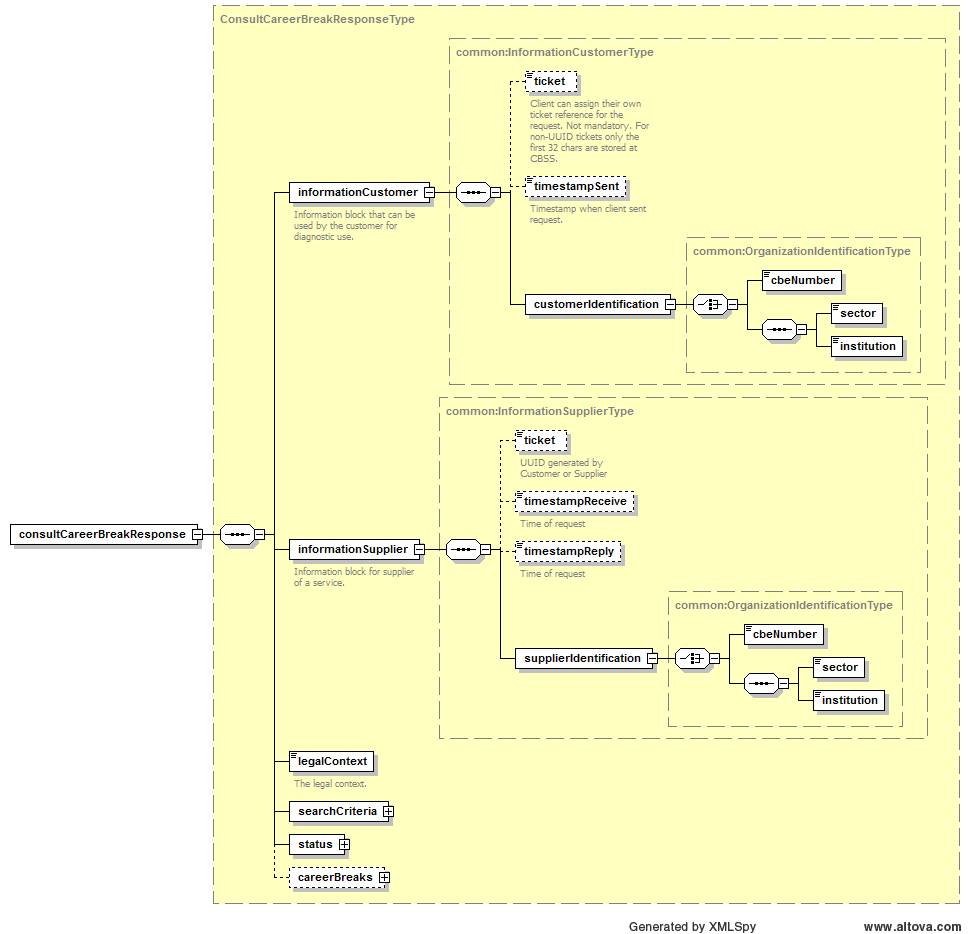 ConsultCareerBreakResponseType
common:InformationCustomerType
ticket
Client can assign their own
ticket reference for the
request. Not mandatory. For
non-UUID tickets only the
first 32 chars are stored at
CBSS.
timestampSent
Timestamp when client sent
request.
informationCustomer
Information block that can be
used by the customer for
diagnostic use.
common:OrganizationIdentificationType
customerIdentification
cbeNumber
sector
institution
common:InformationSupplierType
ticket
UUID generated by
Customer or Supplier
timestampReceive
Time of request
consultCareerBreakResponse
informationSupplier
Information block for supplier
of a service.
timestampReply
Time of request
common:OrganizationIdentificationType
supplierIdentification
cbeNumber
sector
institution
legalContext
The legal context.
searchCriteria
status
careerBreaks
Generated by XMLSpy
www.altova.com